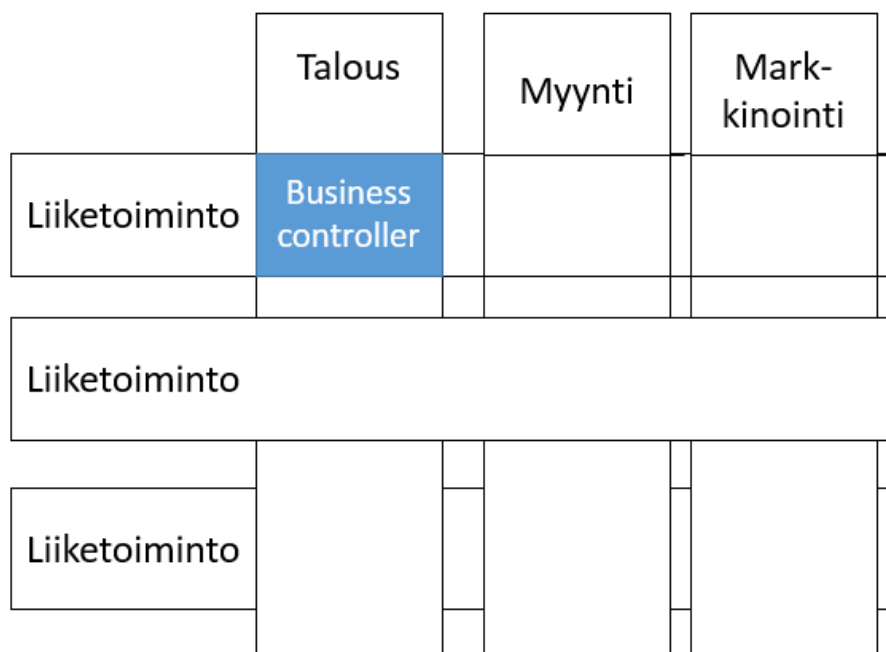 Talous
Myynti
Mark-
kinointi
Liiketoiminto
Business
controller
Liiketoiminto
Liiketoiminto